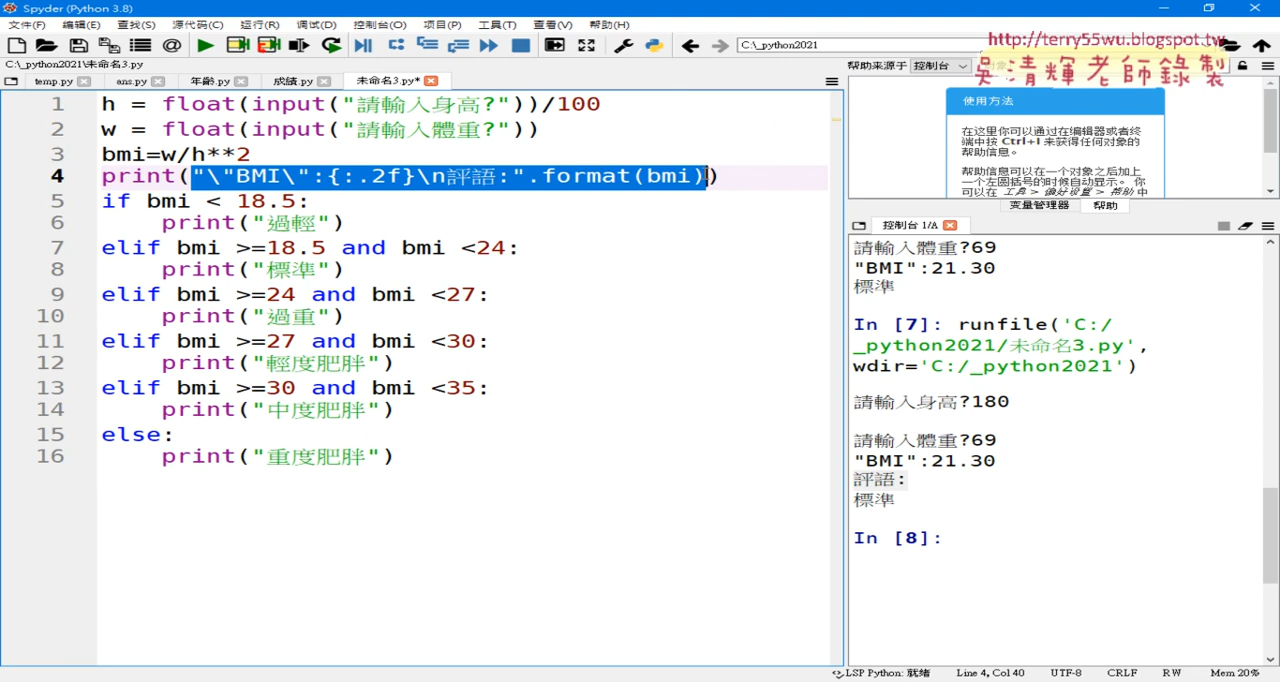 Spyder (Python 3.8)
文件(F) 编辑(E) 查找(S) 源代码(C) 运行(R) 调试(D) 控制台(O) 项目(P) 工具(T) 查看(V) 帮助(H)
C:\_python2021
http://terry55wu.blogspot.tw
C:\_python2021\未命名3.py
帮助来源于 控制台
吳清輝老師錄製
temp.py ans.py 年齡.py 成績.py 未命名3.py*
1 h = float(input("請輸入身高?"))/100
2 w = float(input("請輸入體重?"))
3 bmi=w/h**2
4 print("\"BMI\":{:.2f}\n評語:".format(bmi))
5 if bmi < 18.5:
6 print("過輕")
7 elif bmi >=18.5 and bmi <24:
8 print("標準")
9 elif bmi >=24 and bmi <27:
10 print("過重")
11 elif bmi >=27 and bmi <30:
12 print("輕度肥胖")
13 elif bmi >=30 and bmi <35:
14 print("中度肥胖")
15 else:
16 print("重度肥胖")
使用方法
在这里你可以通过在编辑器或者终
端中按 Ctrl+I 来获得任何对象的
帮助信息。
帮助信息可以在一个对象之后加上
一个左圆括号的时候自动显示。 你
可以在 工具 > 偏好设置 > 帮助 中
变量管理器 帮助
控制台 1/A
請輸入體重?69
"BMI":21.30
標準
In [7]: runfile('C:/
_python2021/未命名3.py',
wdir='C:/_python2021')
請輸入身高?180
請輸入體重?69
"BMI":21.30
評語:
標準
In [8]:
LSP Python: 就绪 Line 4, Col 40 UTF-8 CRLF RW Mem 20%